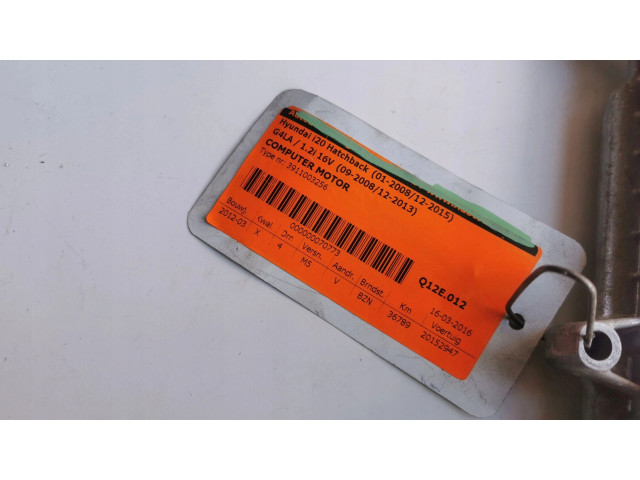 Hyundai i20 Hatchback (01-2008/12-2015)
G4LA / 1.2i 16V (09-2008/12-2013)
COMPUTER MOTOR
Type nr: 3911003256
000000070773
Q12E.012
16-03-2016
Bouwj Kwal Drr Versn. Aandr. Brndst. Km Voertuig
2012-03 X 4 M5 V BZN 36789 20152947